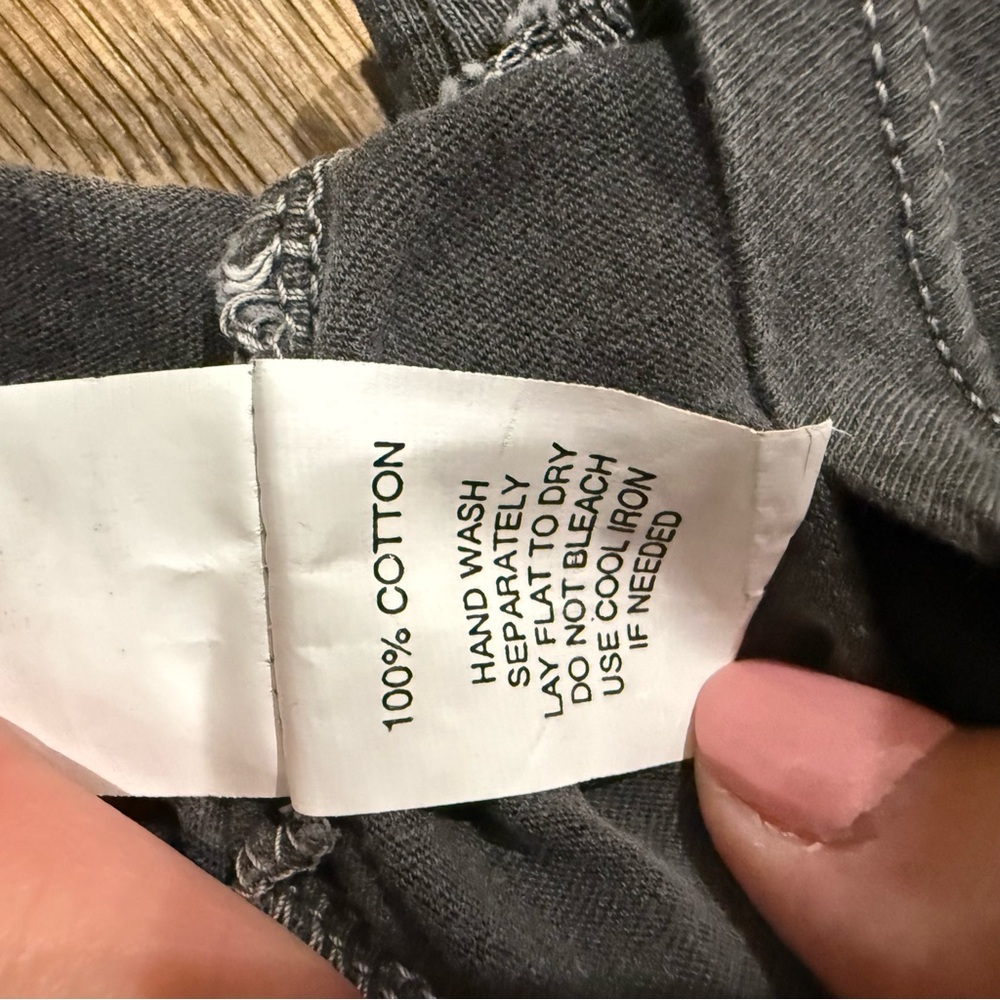 100% COTTON
HAND WASH
SEPARATELY
LAY FLAT TO DRY
DO NOT BLEACH
USE COOL IRON
IF NEEDED